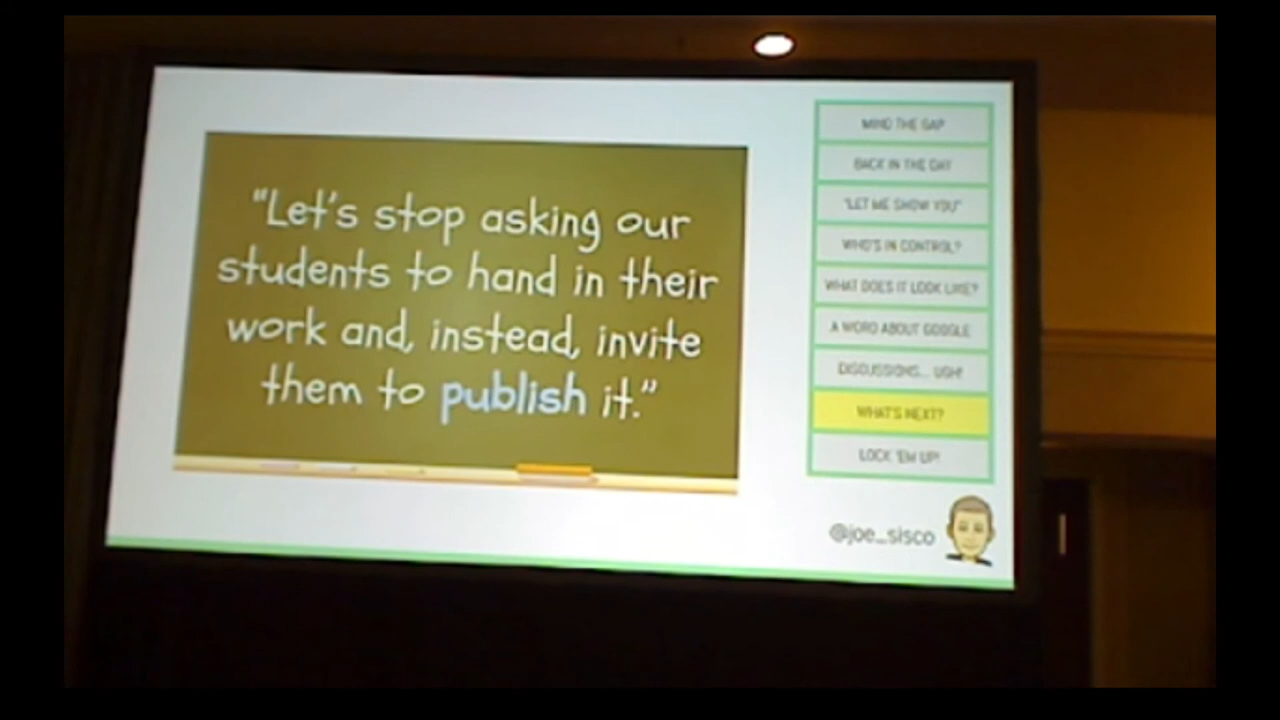 "Let's stop asking our
students to hand in their
work and, instead, invite
them to publish it."
MIND THE GAP
BACK IN THE DAY
"LET ME SHOW YOU"
WHO'S IN CONTROL?
WHAT DOES IT LOOK LIKE?
A WORD ABOUT GOOGLE
DISCUSSIONS... UGH!
WHAT'S NEXT?
LOCK 'EM UP!
@joe_sisco